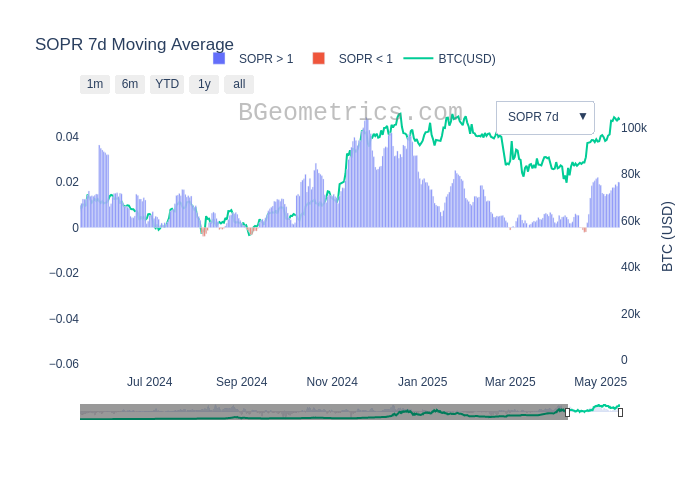 SOPR 7d Moving Average
SOPR > 1
SOPR < 1
BTC(USD)
1m
6m
YTD
1y
all
BGeometrics.com
SOPR 7d ▼
0.04
0.02
0
−0.02
−0.04
−0.06
100k
80k
60k
40k
20k
0
BTC (USD)
Jul 2024
Sep 2024
Nov 2024
Jan 2025
Mar 2025
May 2025